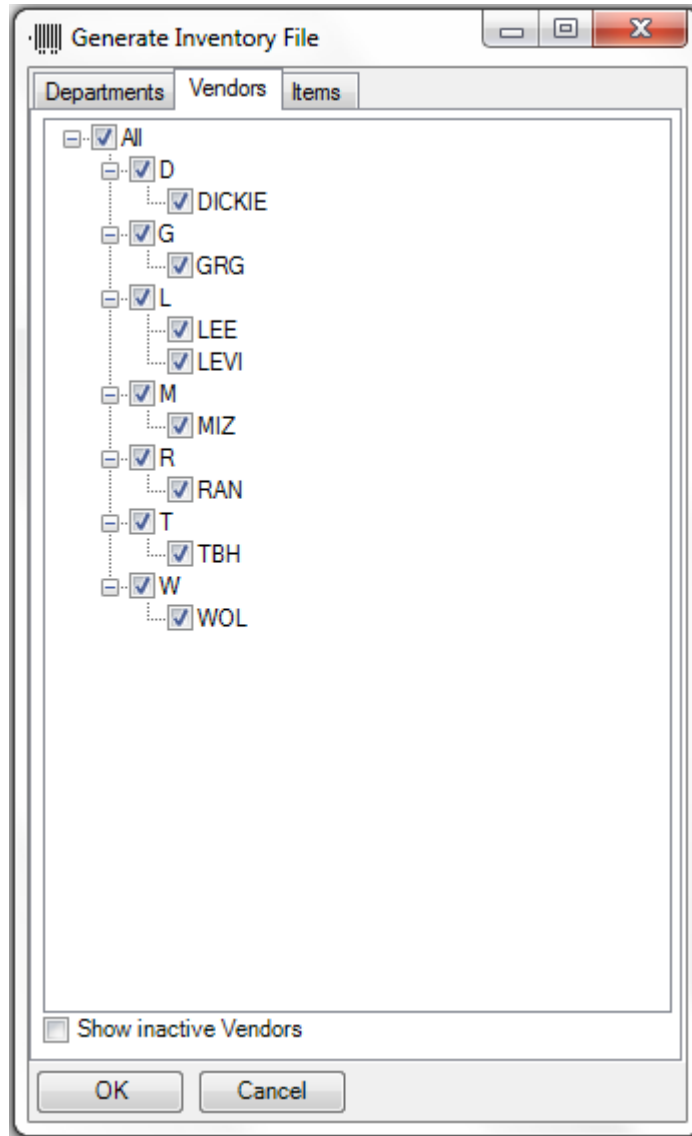 Generate Inventory File
Departments Vendors Items
All
D
DICKIE
G
GRG
L
LEE
LEVI
M
MIZ
R
RAN
T
TBH
W
WOL
Show inactive Vendors
OK Cancel